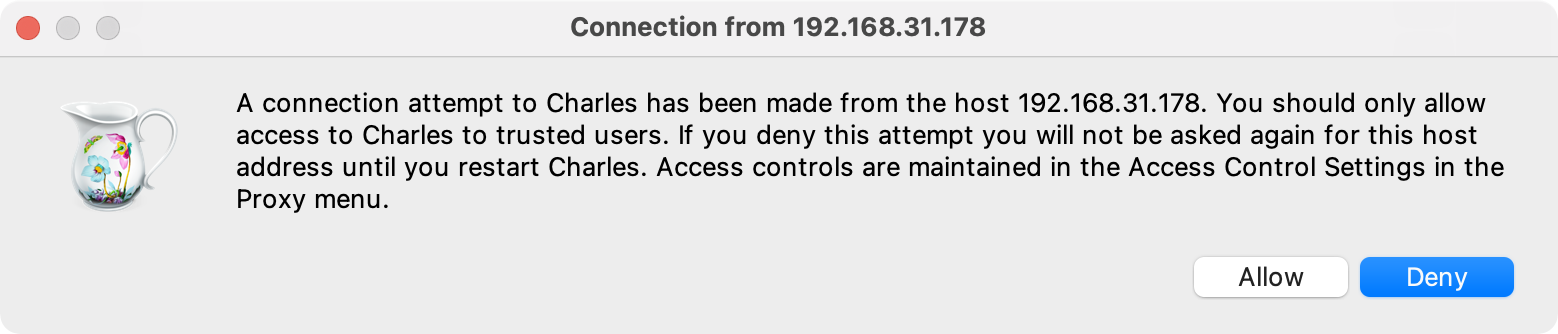 Connection from 192.168.31.178
A connection attempt to Charles has been made from the host 192.168.31.178. You should only allow
access to Charles to trusted users. If you deny this attempt you will not be asked again for this host
address until you restart Charles. Access controls are maintained in the Access Control Settings in the
Proxy menu.
Allow
Deny